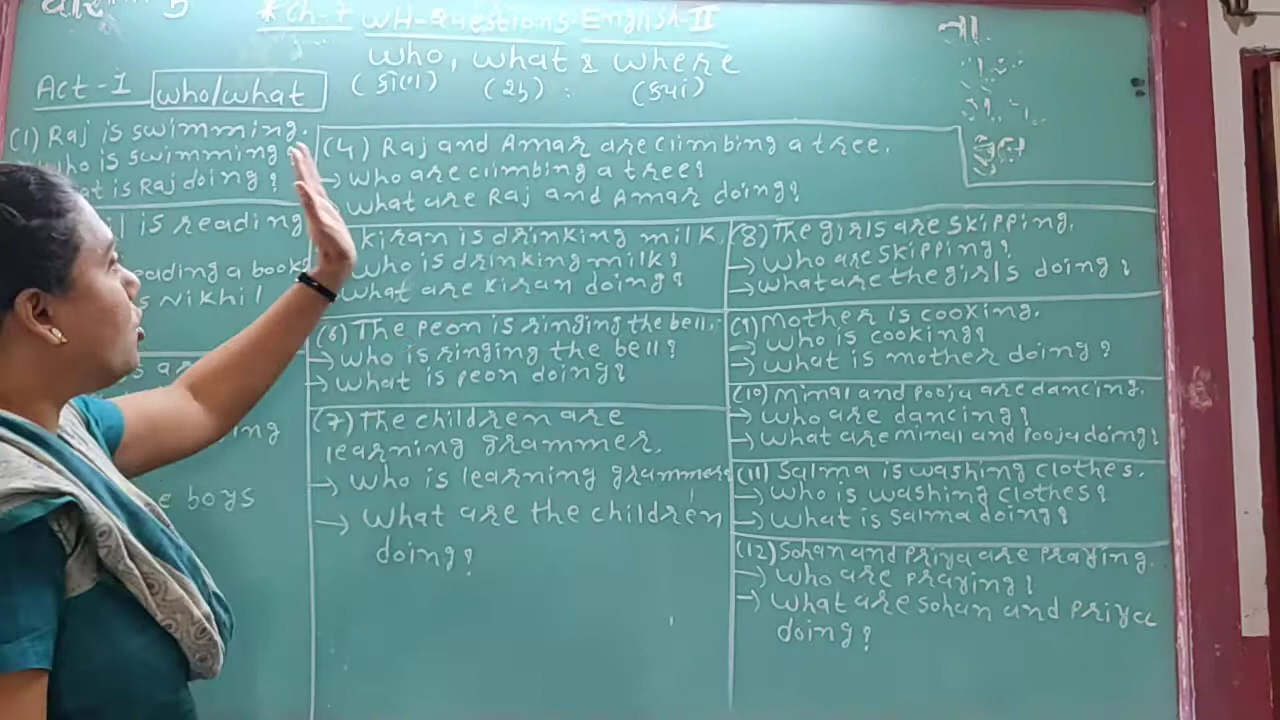 5
* Ch-7 WH-Questions English-II
who, what & where
(કોણ) (શું) : (ક્યાં)
Act-1 who/what
(1) Raj is swimming.
who is swimming
is Raj doing?
is reading
eading a book?
Nikhil
ing
boys
(4) Raj and Amar are climbing a tree.
→ who are climbing a tree?
what are Raj and Amar doing?
kiran is drinking milk.
who is drinking milk?
what are kiran doing?
(6) The peon is ringing the bell.
→ who is ringing the bell?
→ what is peon doing?
(7) The children are
learning grammer.
→ who is learning grammer?
→ what are the children
doing?
(8) The girls are skipping.
→ who are skipping?
→ what are the girls doing?
(9) Mother is cooking.
→ who is cooking?
→ what is mother doing?
(10) Minal and Pooja are dancing.
→ who are dancing?
→ what are minal and Pooja doing?
(11) Salma is washing clothes.
→ who is washing clothes?
→ what is salma doing?
(12) Sohan and Priya are praying.
→ who are praying?
→ what are Sohan and Priya
doing?